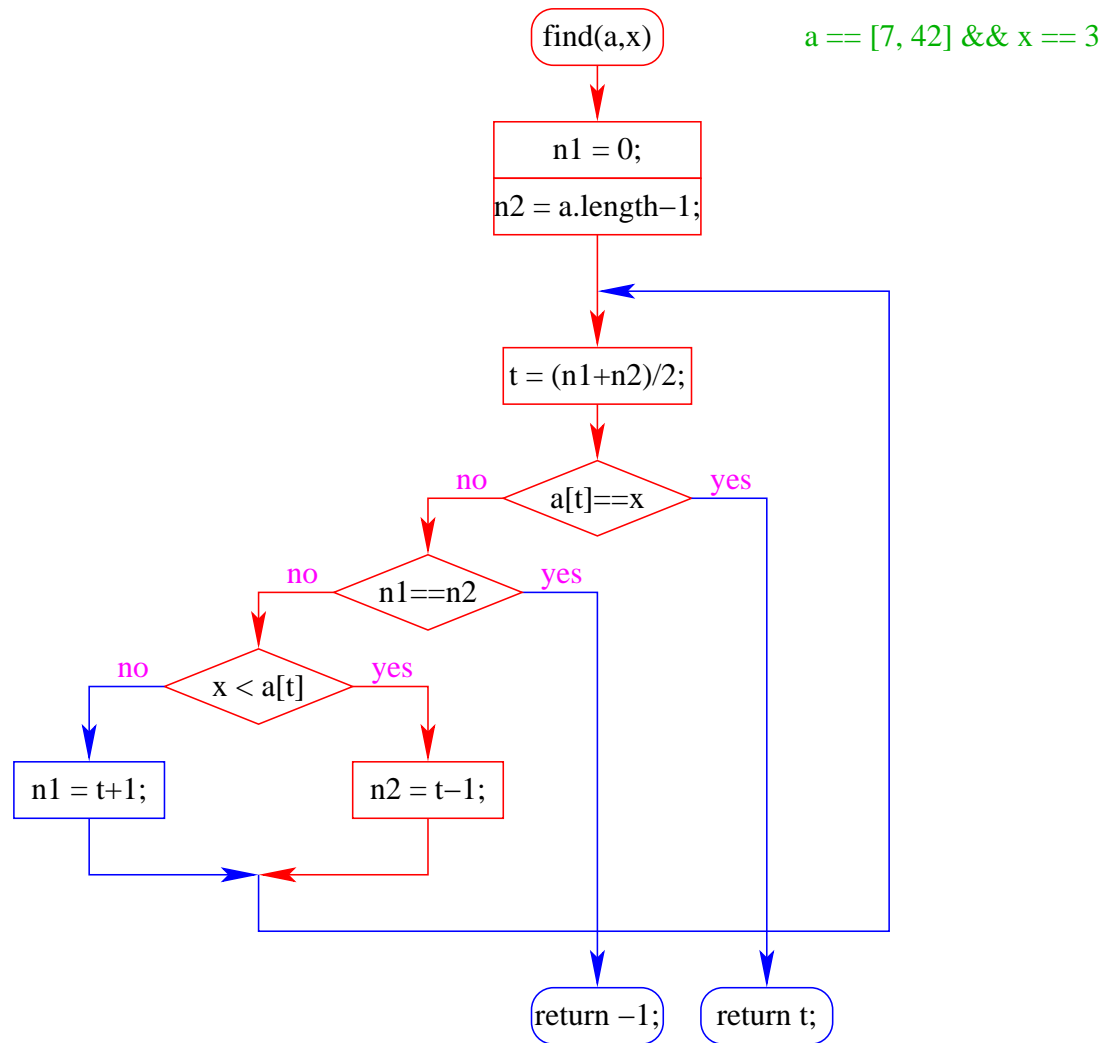 find(a,x)
a == [7, 42] && x == 3
n1 = 0;
n2 = a.length−1;
t = (n1+n2)/2;
no
yes
a[t]==x
no
yes
n1==n2
no
yes
x < a[t]
n1 = t+1;
n2 = t−1;
return −1;
return t;